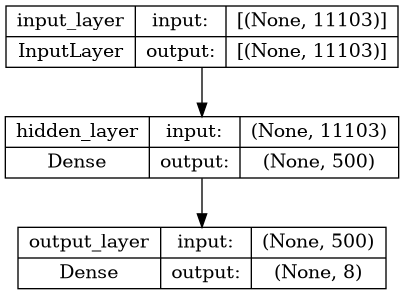 input_layer input: [(None, 11103)]
InputLayer output: [(None, 11103)]
hidden_layer input: (None, 11103)
Dense output: (None, 500)
output_layer input: (None, 500)
Dense output: (None, 8)